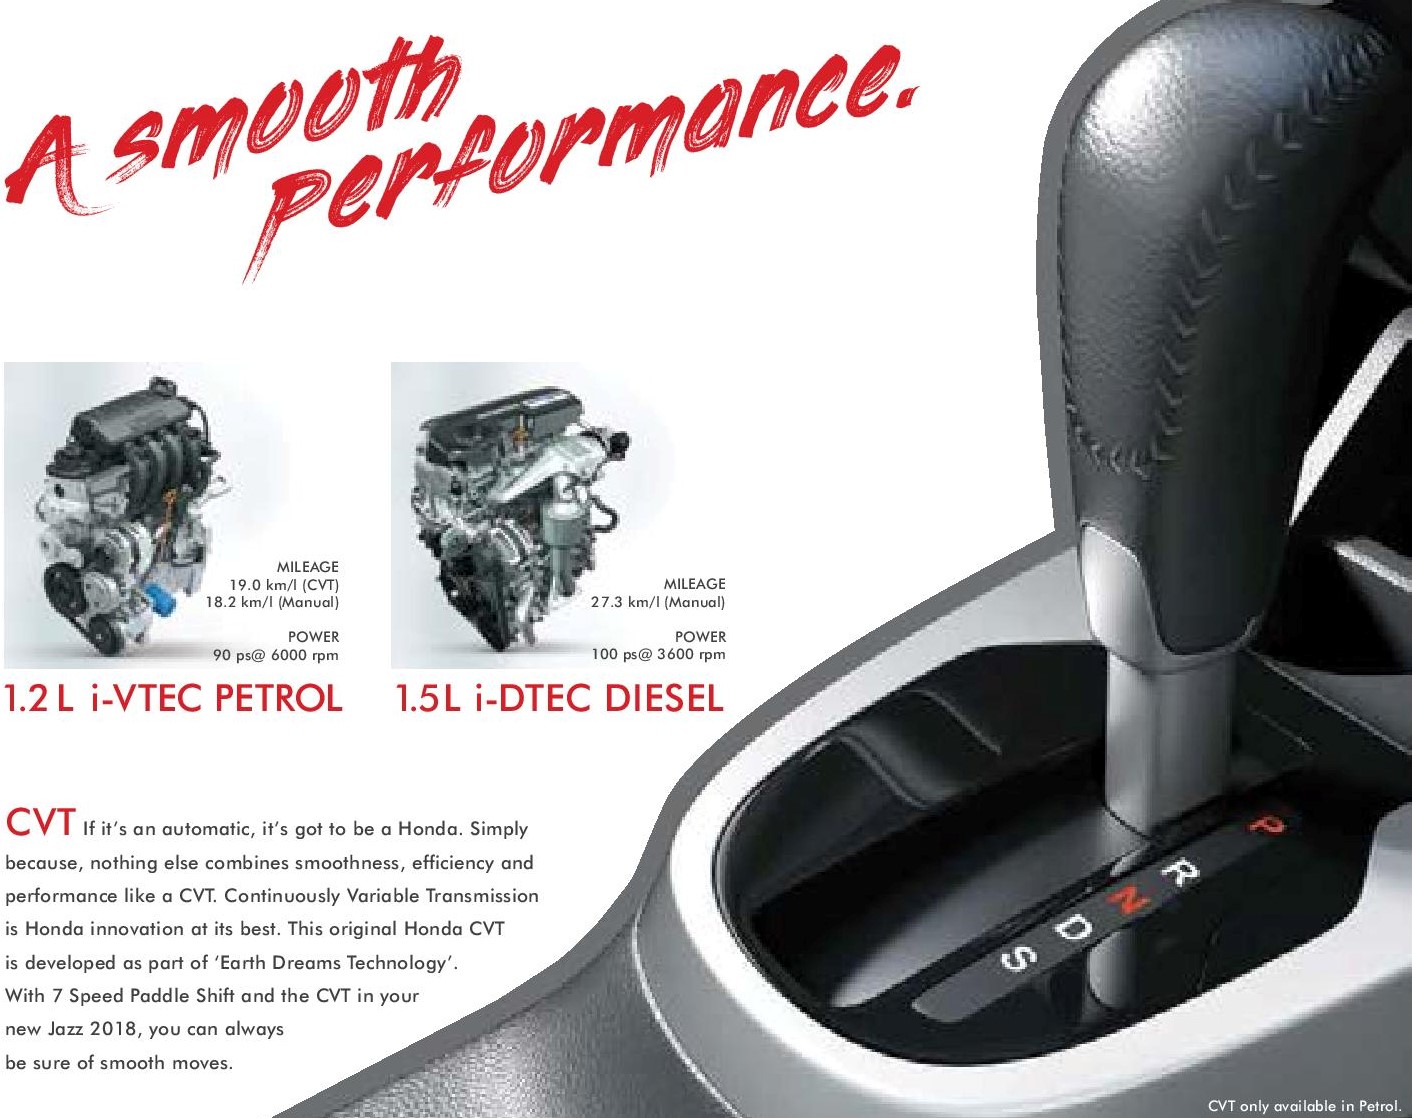 A smooth
performance.
MILEAGE
19.0 km/l (CVT)
18.2 km/l (Manual)
POWER
90 ps@ 6000 rpm
1.2 L i-VTEC PETROL
MILEAGE
27.3 km/l (Manual)
POWER
100 ps@ 3600 rpm
1.5L i-DTEC DIESEL
CVT If it's an automatic, it's got to be a Honda. Simply
because, nothing else combines smoothness, efficiency and
performance like a CVT. Continuously Variable Transmission
is Honda innovation at its best. This original Honda CVT
is developed as part of ‘Earth Dreams Technology’.
With 7 Speed Paddle Shift and the CVT in your
new Jazz 2018, you can always
be sure of smooth moves.
P
R
N
D
S
CVT only available in Petrol.